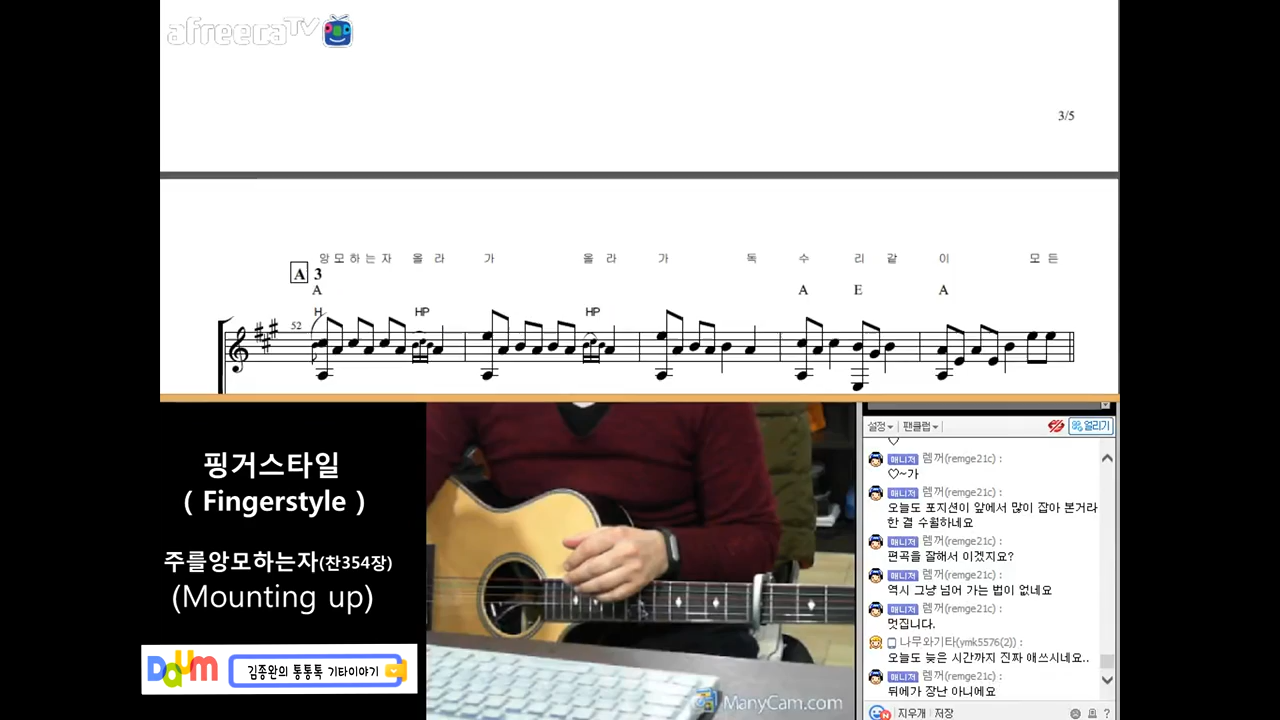 afreecaTV
3/5
앙 모 하 는 자 올 라 가 올 라 가 독 수 리 같 이 모 든
A 3
A A E A
H HP HP
52
핑거스타일
( Fingerstyle )
주를앙모하는자(찬354장)
(Mounting up)
Daum 김종완의 통통톡 기타이야기
ManyCam.com
설정 팬클럽 얼리기
♡
매니저 렘꺼(remge21c) :
♡~가
매니저 렘꺼(remge21c) :
오늘도 포지션이 앞에서 많이 잡아 본거라
한 결 수월하네요
매니저 렘꺼(remge21c) :
편곡을 잘해서 이겠지요?
매니저 렘꺼(remge21c) :
역시 그냥 넘어 가는 법이 없네요
매니저 렘꺼(remge21c) :
멋집니다.
나무와기타(ymk5576(2)) :
오늘도 늦은 시간까지 진짜 애쓰시네요..
매니저 렘꺼(remge21c) :
뒤에가 장난 아니에요
지우개 저장 ?